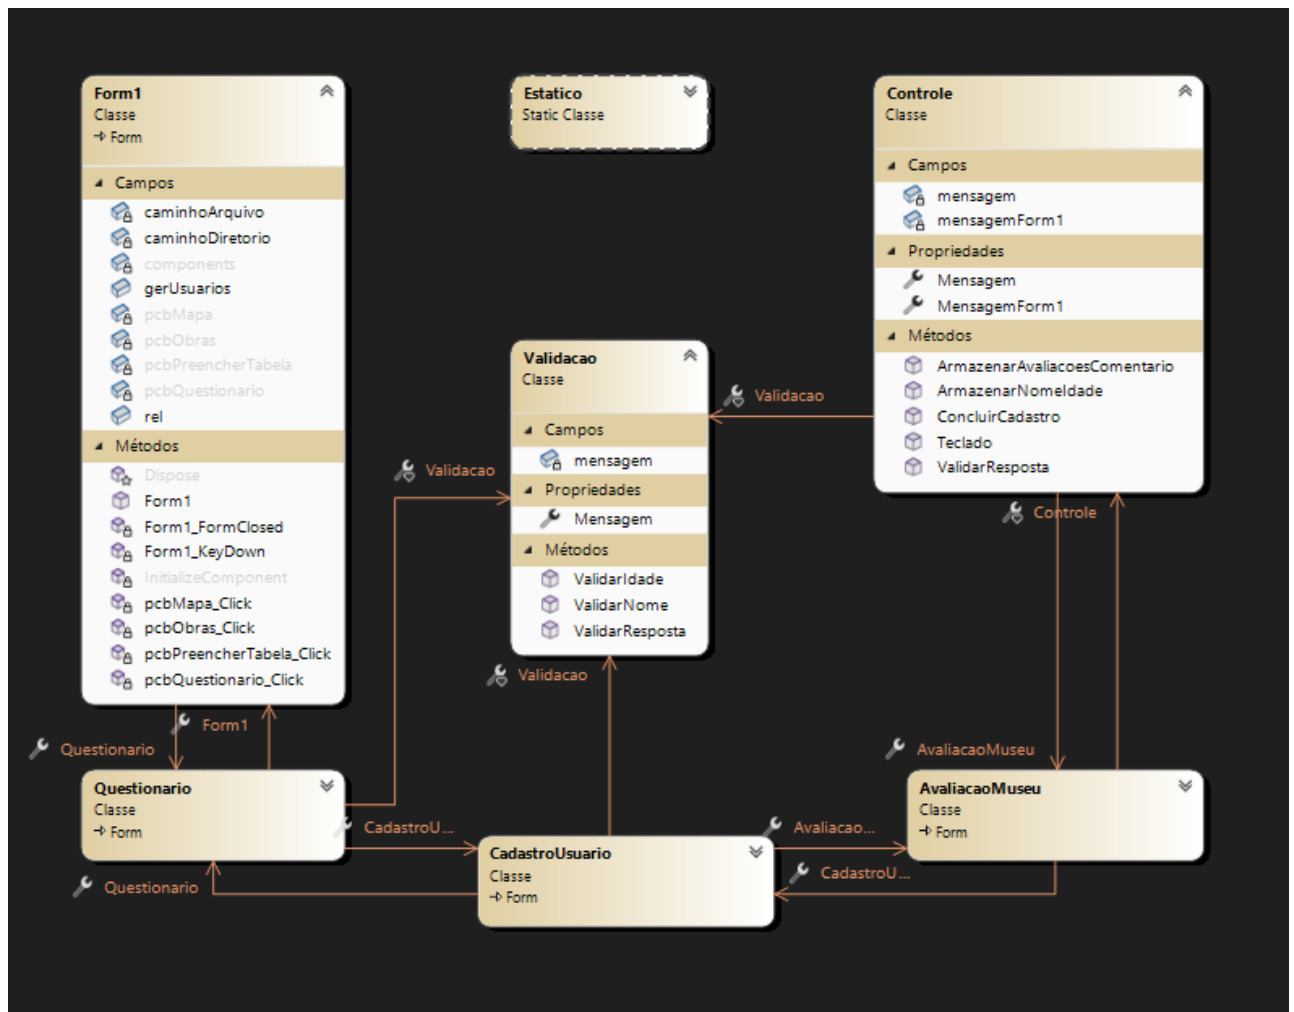 Form1
Classe
Form
Campos
caminhoArquivo
caminhoDiretorio
components
gerUsuarios
pcbMapa
pcbObras
pcbPreencherTabela
pcbQuestionario
rel
Métodos
Dispose
Form1
Form1_FormClosed
Form1_KeyDown
InitializeComponent
pcbMapa_Click
pcbObras_Click
pcbPreencherTabela_Click
pcbQuestionario_Click
Estatico
Static Classe
Controle
Classe
Campos
mensagem
mensagemForm1
Propriedades
Mensagem
MensagemForm1
Métodos
ArmazenarAvaliacoesComentario
ArmazenarNomeIdade
ConcluirCadastro
Teclado
ValidarResposta
Validacao
Classe
Campos
mensagem
Propriedades
Mensagem
Métodos
ValidarIdade
ValidarNome
ValidarResposta
Validacao
Validacao
Validacao
Controle
Form1
Questionario
AvaliacaoMuseu
Questionario
Classe
Form
CadastroU...
Questionario
CadastroUsuario
Classe
Form
Avaliacao...
CadastroU...
AvaliacaoMuseu
Classe
Form